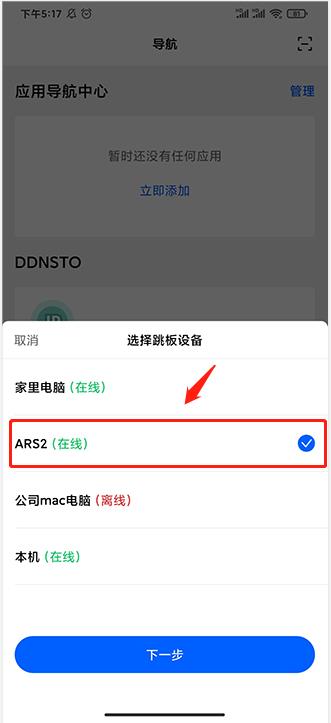 下午5:17
81
导航
应用导航中心 管理
暂时还没有任何应用
立即添加
DDNSTO
取消 选择跳板设备
家里电脑 (在线)
ARS2 (在线)
公司mac电脑 (离线)
本机 (在线)
下一步